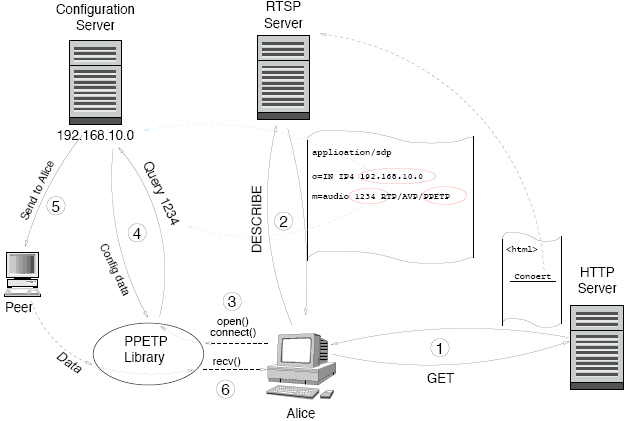 Configuration
Server
192.168.10.0
RTSP
Server
application/sdp
c=IN IP4 192.168.10.0
m=audio 1234 RTP/AVP/PPETP
Send to Alice
5
Query 1234
4
Config data
DESCRIBE
2
<html>
Concert
HTTP
Server
Peer
3
open()
connect()
PPETP
Library
Data
recv()
6
Alice
1
GET